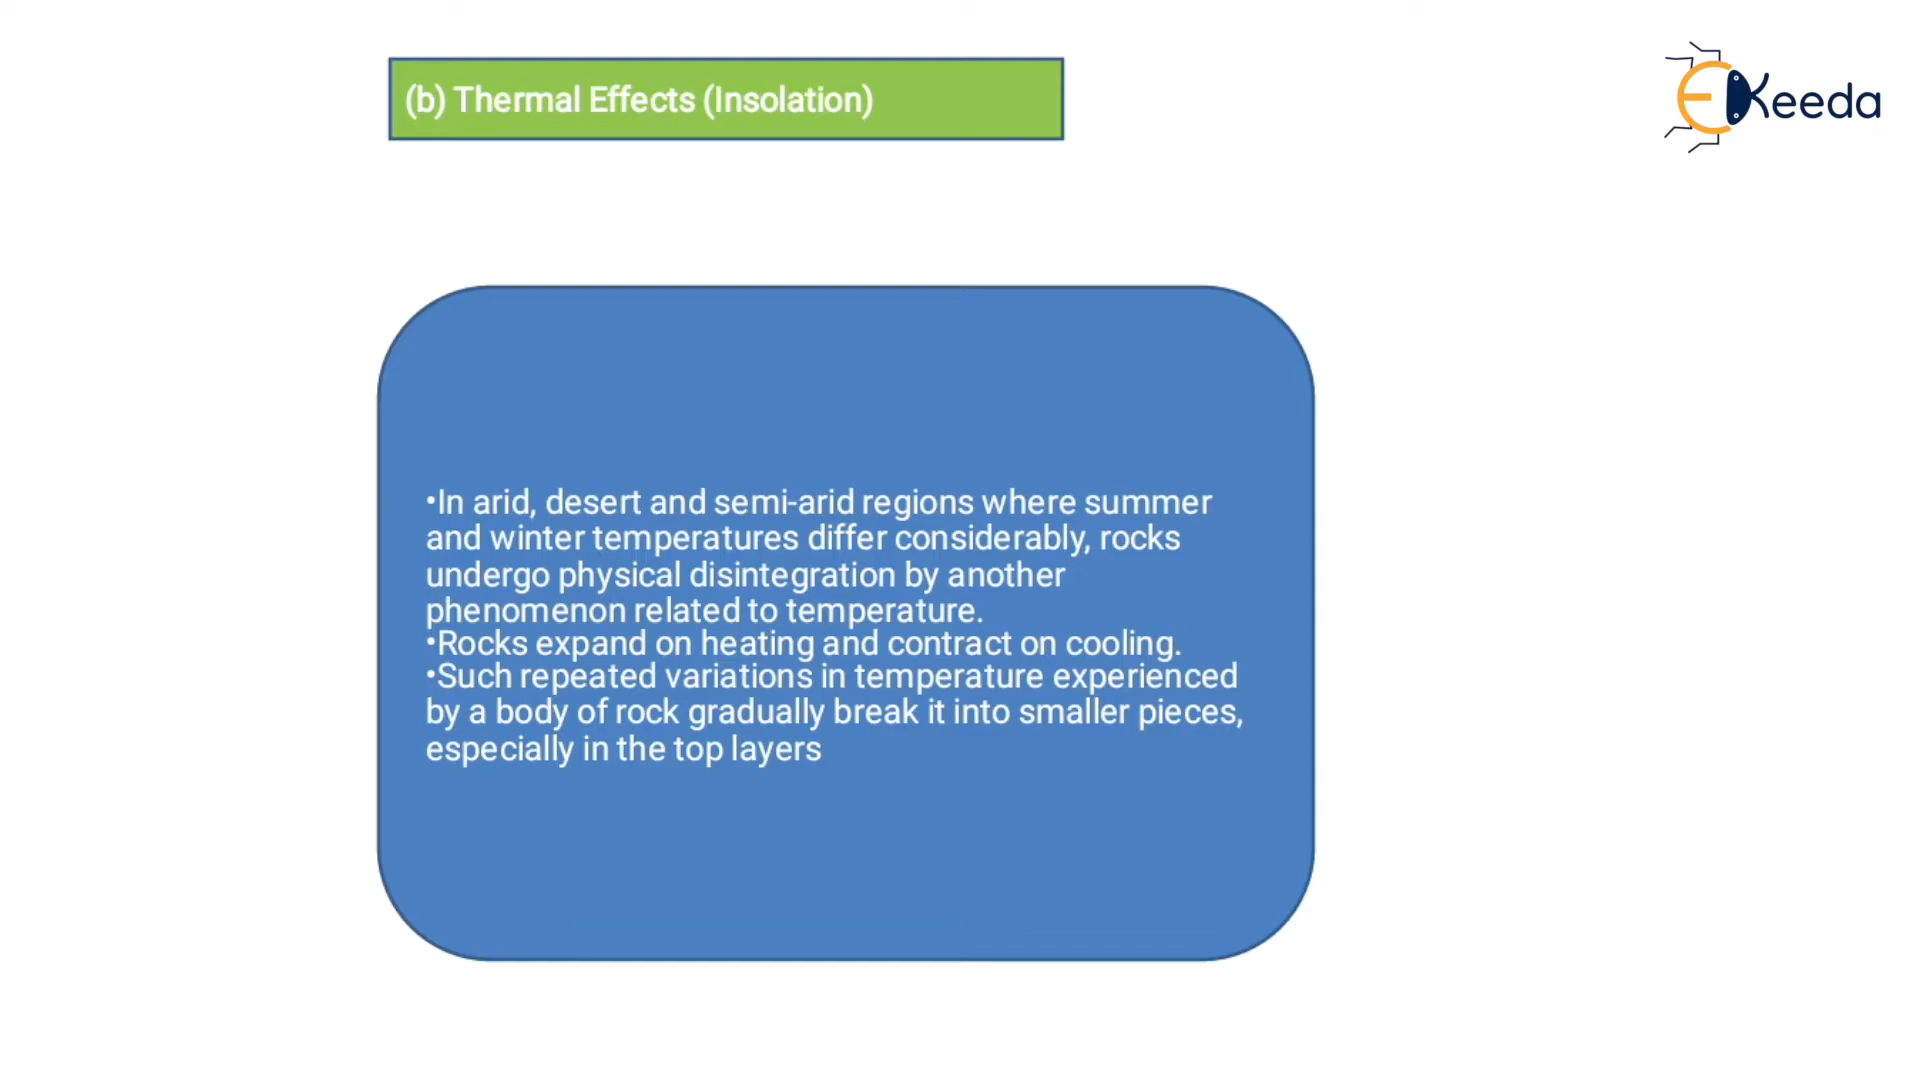 (b) Thermal Effects (Insolation)
EKeeda
•In arid, desert and semi-arid regions where summer
and winter temperatures differ considerably, rocks
undergo physical disintegration by another
phenomenon related to temperature.
•Rocks expand on heating and contract on cooling.
•Such repeated variations in temperature experienced
by a body of rock gradually break it into smaller pieces,
especially in the top layers